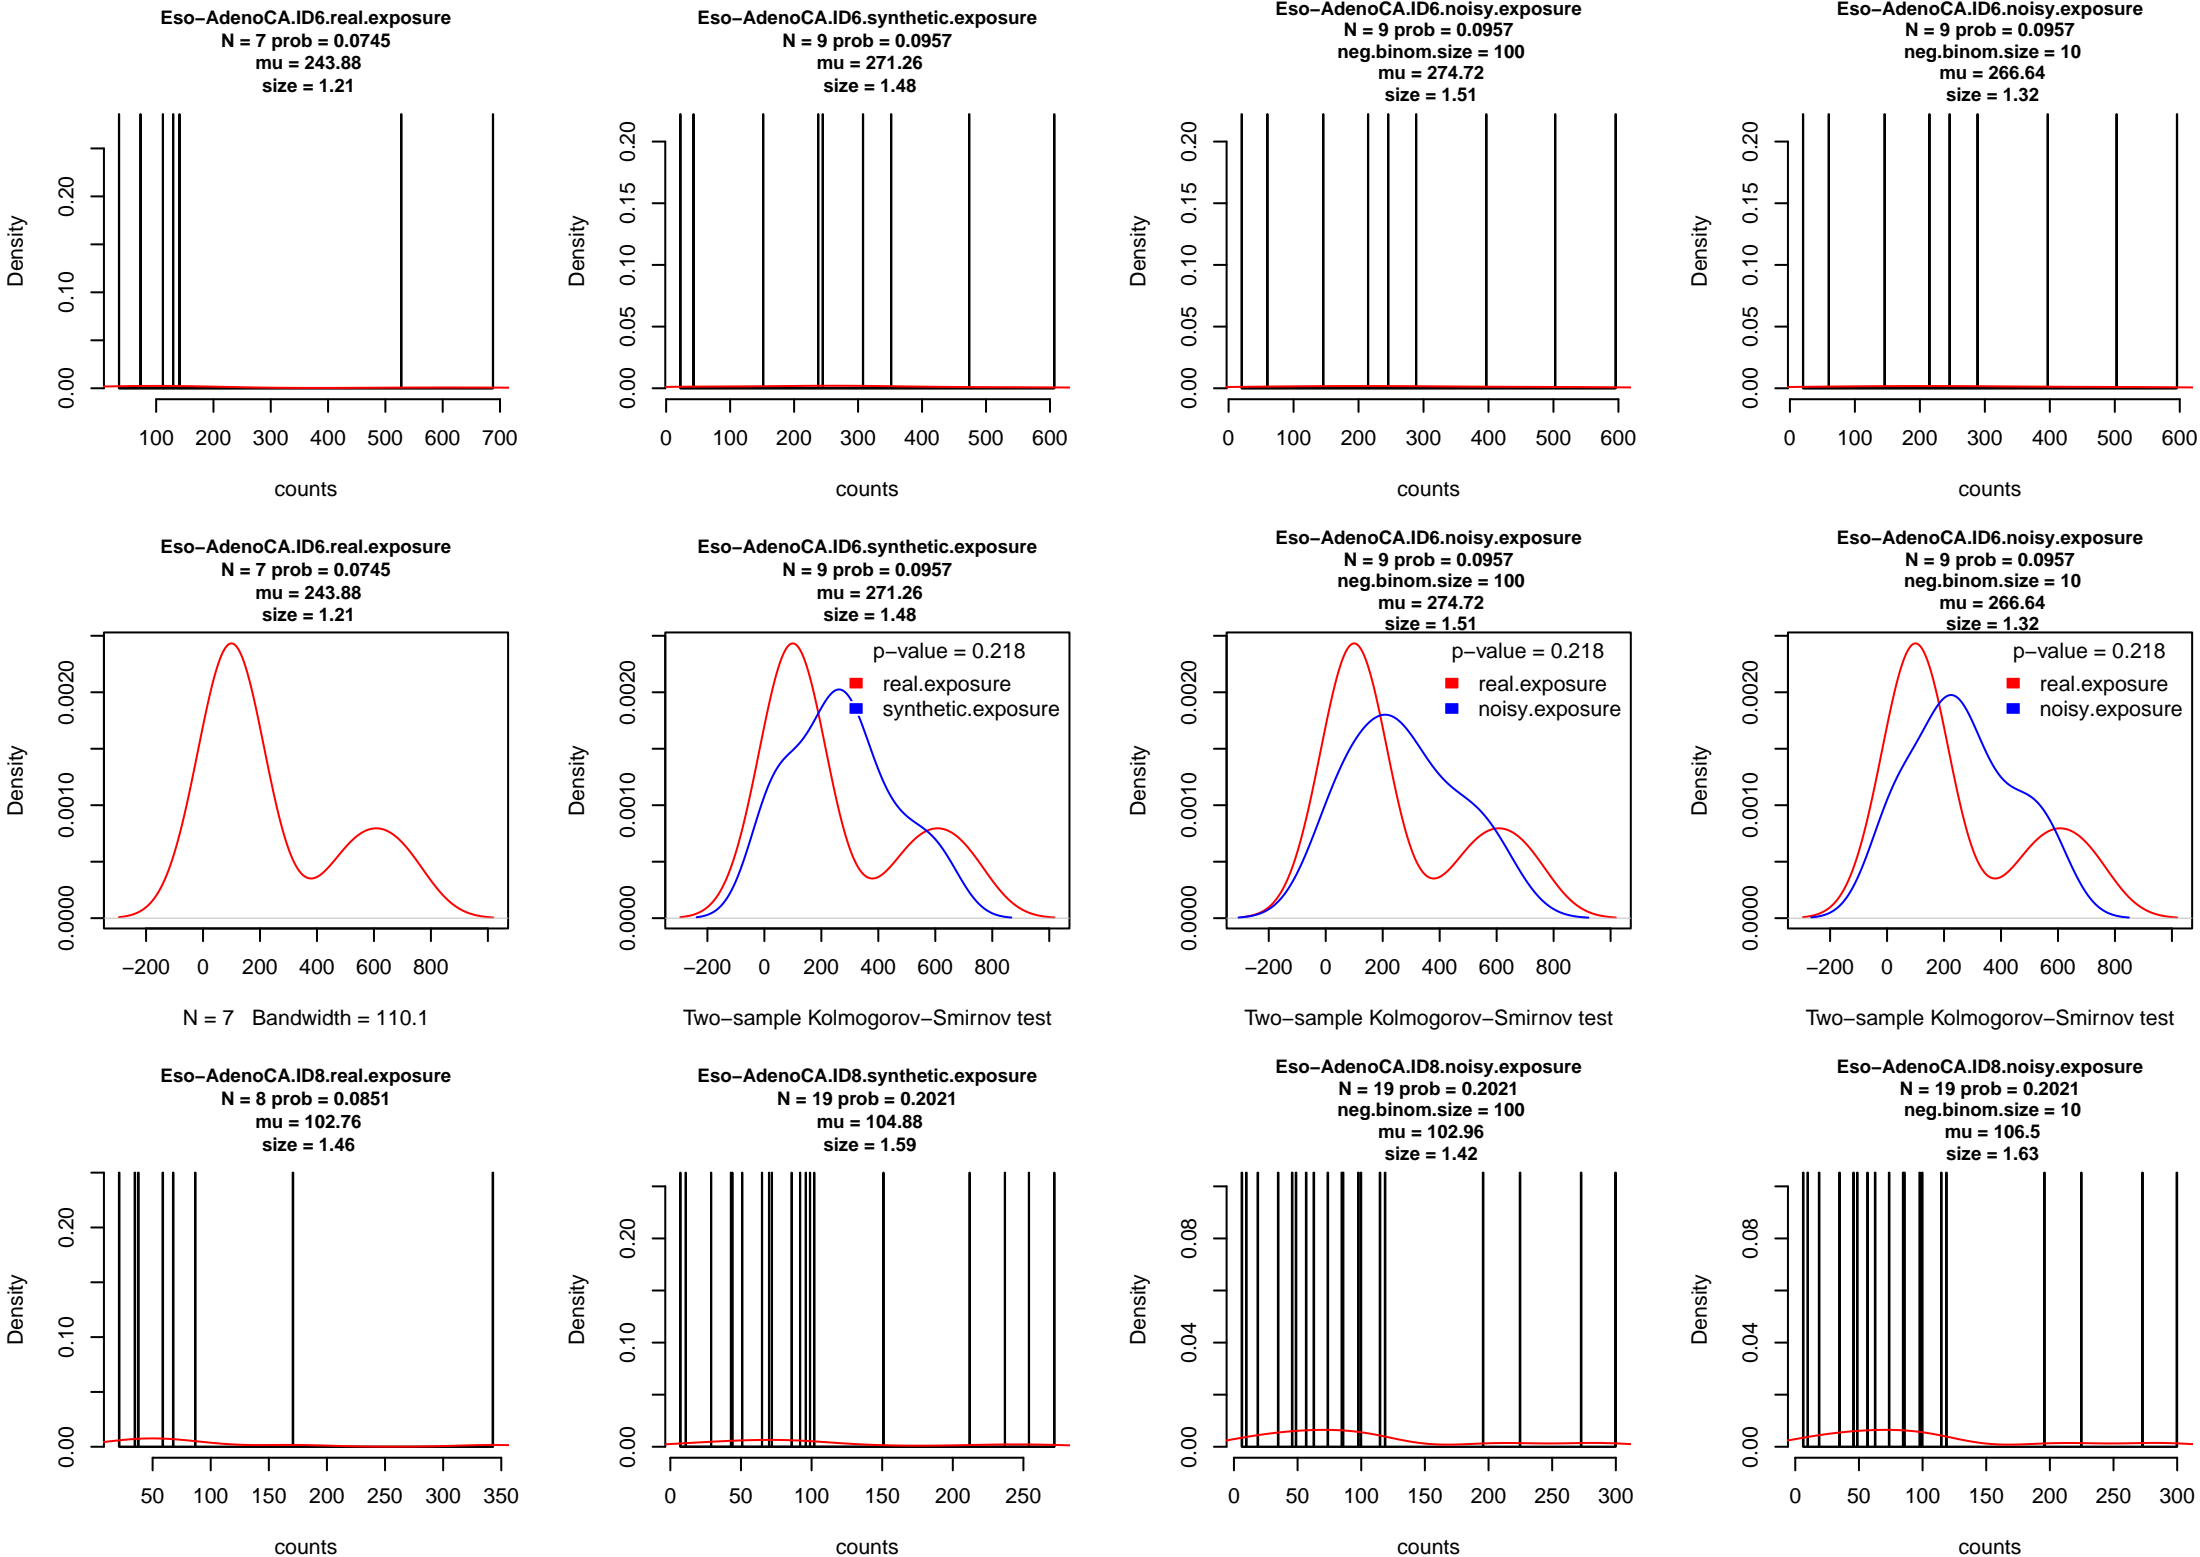 Eso−AdenoCA.ID6.real.exposure
N = 7 prob = 0.0745
mu = 243.88
size = 1.21
Density
0.00 0.10 0.20
100 200 300 400 500 600 700
counts
Eso−AdenoCA.ID6.synthetic.exposure
N = 9 prob = 0.0957
mu = 271.26
size = 1.48
Density
0.00 0.05 0.10 0.15 0.20
0 100 200 300 400 500 600
counts
Eso−AdenoCA.ID6.noisy.exposure
N = 9 prob = 0.0957
neg.binom.size = 100
mu = 274.72
size = 1.51
Density
0.00 0.05 0.10 0.15 0.20
0 100 200 300 400 500 600
counts
Eso−AdenoCA.ID6.noisy.exposure
N = 9 prob = 0.0957
neg.binom.size = 10
mu = 266.64
size = 1.32
Density
0.00 0.05 0.10 0.15 0.20
0 100 200 300 400 500 600
counts
Eso−AdenoCA.ID6.real.exposure
N = 7 prob = 0.0745
mu = 243.88
size = 1.21
Density
0.0000 0.0010 0.0020
−200 0 200 400 600 800
N = 7 Bandwidth = 110.1
Eso−AdenoCA.ID6.synthetic.exposure
N = 9 prob = 0.0957
mu = 271.26
size = 1.48
p−value = 0.218
real.exposure
synthetic.exposure
Density
0.0000 0.0010 0.0020
−200 0 200 400 600 800
Two−sample Kolmogorov−Smirnov test
Eso−AdenoCA.ID6.noisy.exposure
N = 9 prob = 0.0957
neg.binom.size = 100
mu = 274.72
size = 1.51
p−value = 0.218
real.exposure
noisy.exposure
Density
0.0000 0.0010 0.0020
−200 0 200 400 600 800
Two−sample Kolmogorov−Smirnov test
Eso−AdenoCA.ID6.noisy.exposure
N = 9 prob = 0.0957
neg.binom.size = 10
mu = 266.64
size = 1.32
p−value = 0.218
real.exposure
noisy.exposure
Density
0.0000 0.0010 0.0020
−200 0 200 400 600 800
Two−sample Kolmogorov−Smirnov test
Eso−AdenoCA.ID8.real.exposure
N = 8 prob = 0.0851
mu = 102.76
size = 1.46
Density
0.00 0.10 0.20
50 100 150 200 250 300 350
counts
Eso−AdenoCA.ID8.synthetic.exposure
N = 19 prob = 0.2021
mu = 104.88
size = 1.59
Density
0.00 0.10 0.20
0 50 100 150 200 250
counts
Eso−AdenoCA.ID8.noisy.exposure
N = 19 prob = 0.2021
neg.binom.size = 100
mu = 102.96
size = 1.42
Density
0.00 0.04 0.08
0 50 100 150 200 250 300
counts
Eso−AdenoCA.ID8.noisy.exposure
N = 19 prob = 0.2021
neg.binom.size = 10
mu = 106.5
size = 1.63
Density
0.00 0.04 0.08
0 50 100 150 200 250 300
counts